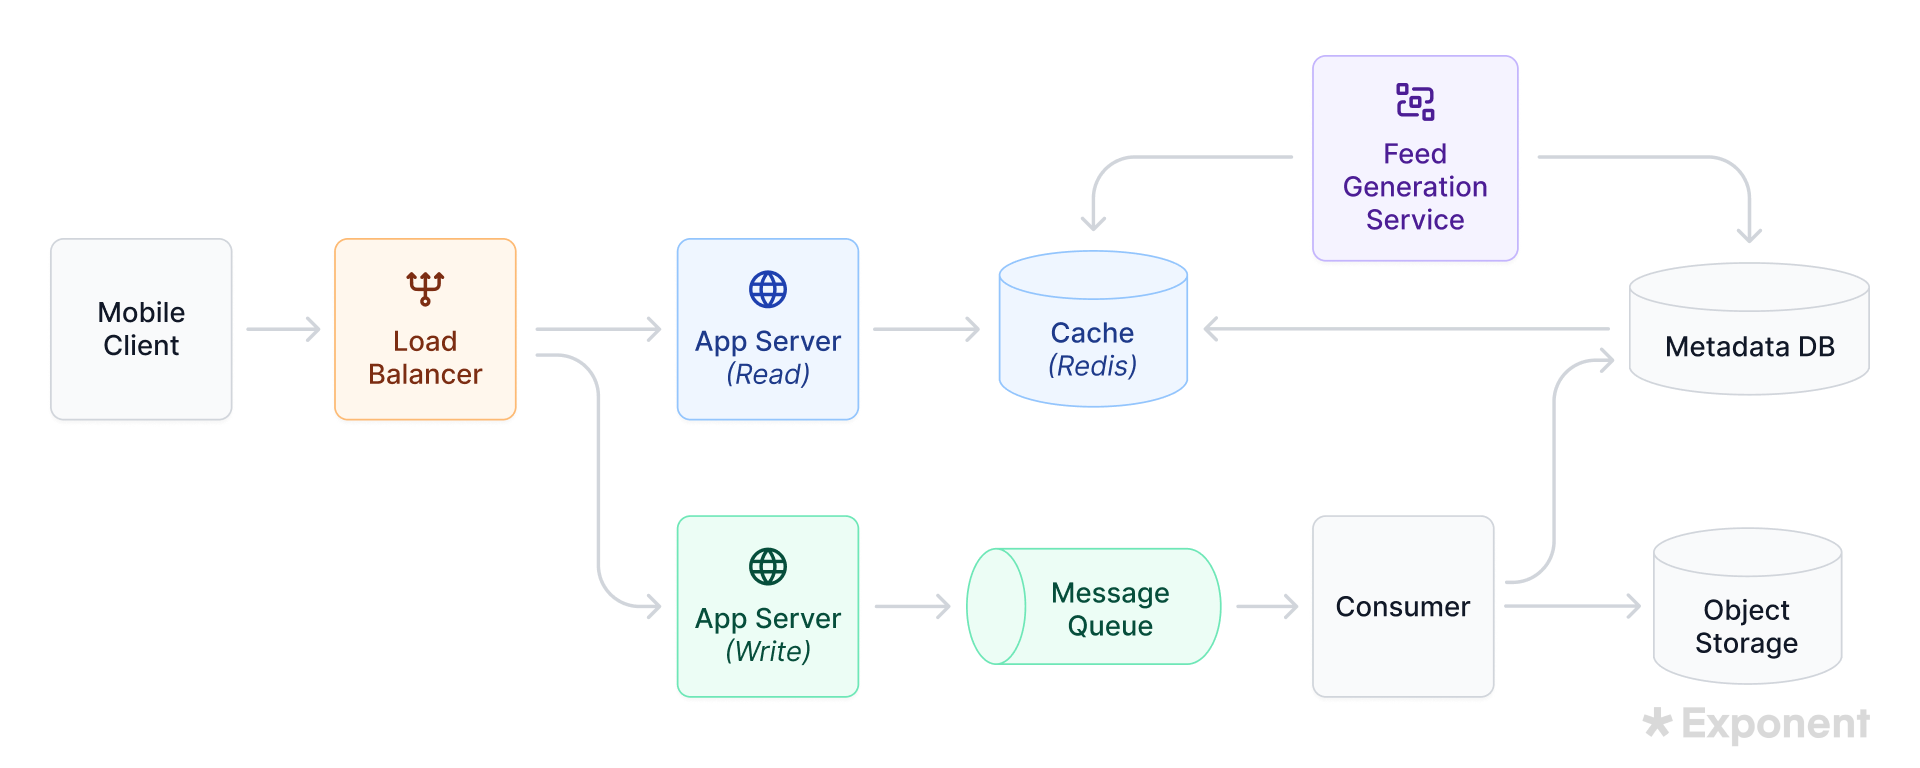 Feed
Generation
Service
Mobile
Client
Load
Balancer
App Server
(Read)
Cache
(Redis)
Metadata DB
App Server
(Write)
Message
Queue
Consumer
Object
Storage
Exponent